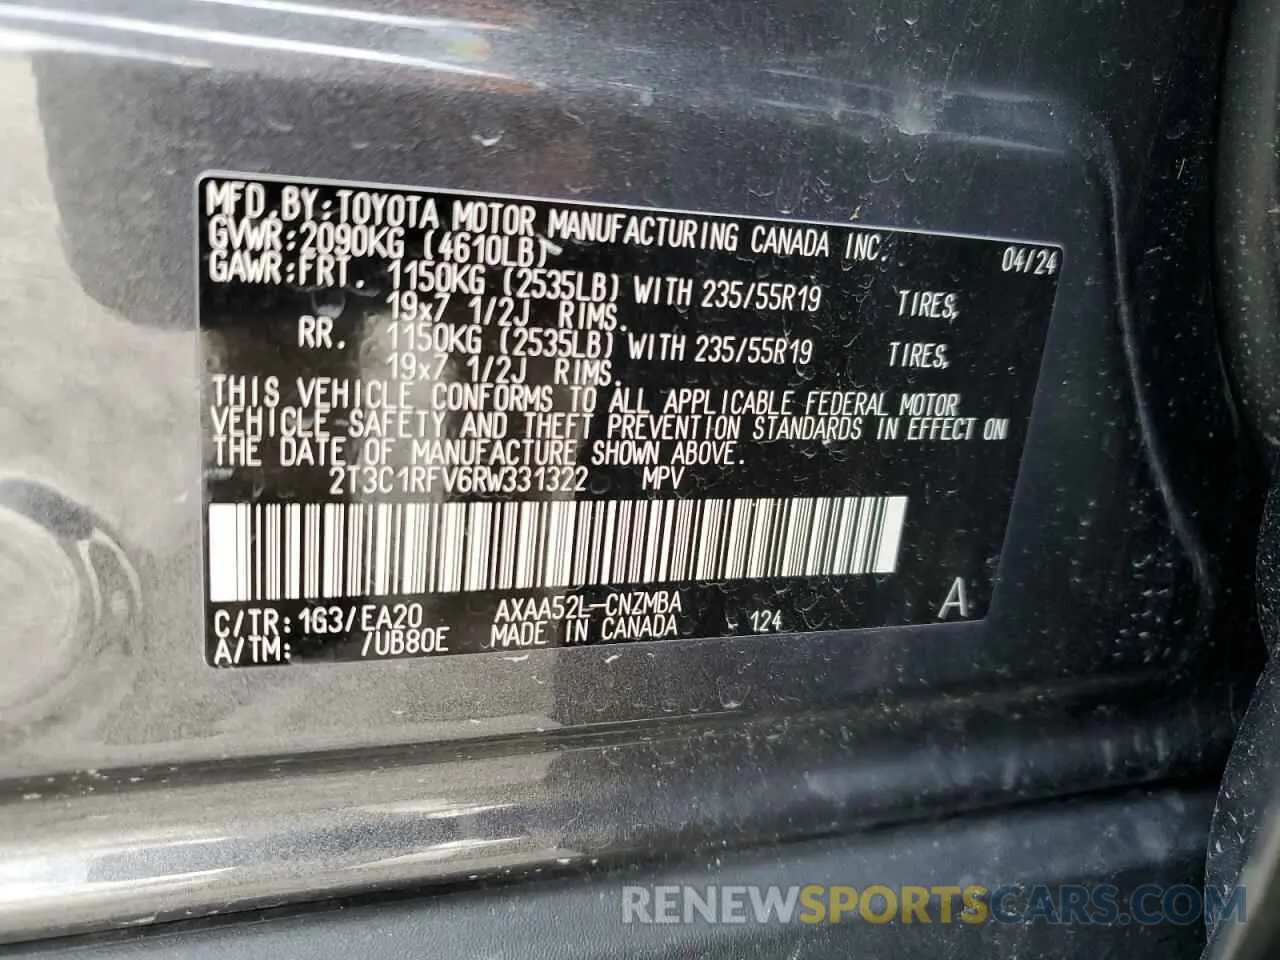 MFD.BY:TOYOTA MOTOR MANUFACTURING CANADA INC. 04/24
GVWR:2090KG (4610LB)
GAWR:FRT. 1150KG (2535LB) WITH 235/55R19 TIRES,
19x7 1/2J RIMS.
RR. 1150KG (2535LB) WITH 235/55R19 TIRES,
19x7 1/2J RIMS.
THIS VEHICLE CONFORMS TO ALL APPLICABLE FEDERAL MOTOR
VEHICLE SAFETY AND THEFT PREVENTION STANDARDS IN EFFECT ON
THE DATE OF MANUFACTURE SHOWN ABOVE.
2T3C1RFV6RW331322 MPV
C/TR:1G3/EA20 AXAA52L-CNZMBA A
A/TM: /UB80E MADE IN CANADA 124
RENEWSPORTSCARS.COM